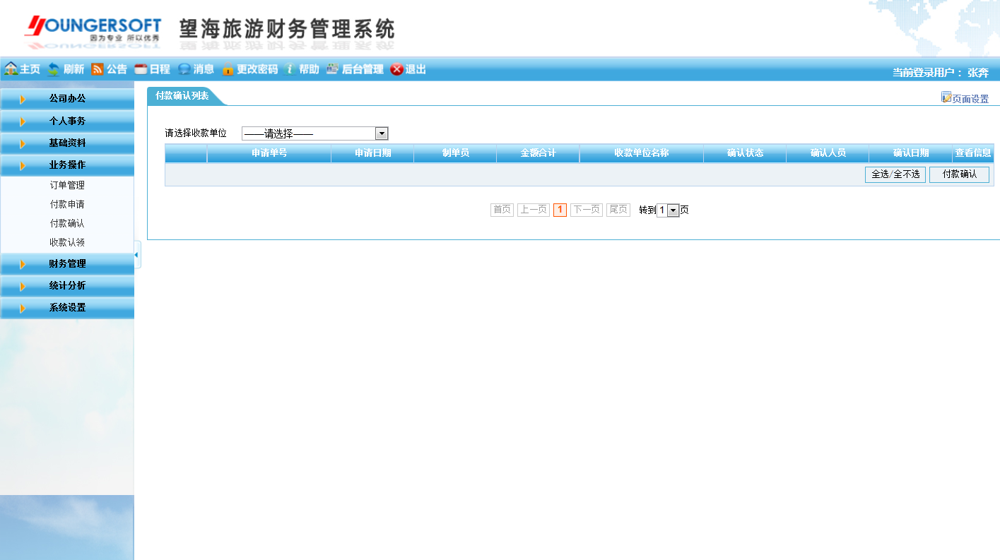 YOUNGERSOFT
因为专业 所以优秀
望海旅游财务管理系统
主页 刷新 公告 日程 消息 更改密码 帮助 后台管理 退出
当前登录用户： 张奔
公司办公
个人事务
基础资料
业务操作
订单管理
付款申请
付款确认
收款认领
财务管理
统计分析
系统设置
付款确认列表
页面设置
请选择收款单位 ——请选择——
申请单号 申请日期 制单员 金额合计 收款单位名称 确认状态 确认人员 确认日期 查看信息
全选/全不选 付款确认
首页 上一页 1 下一页 尾页 转到 1 页